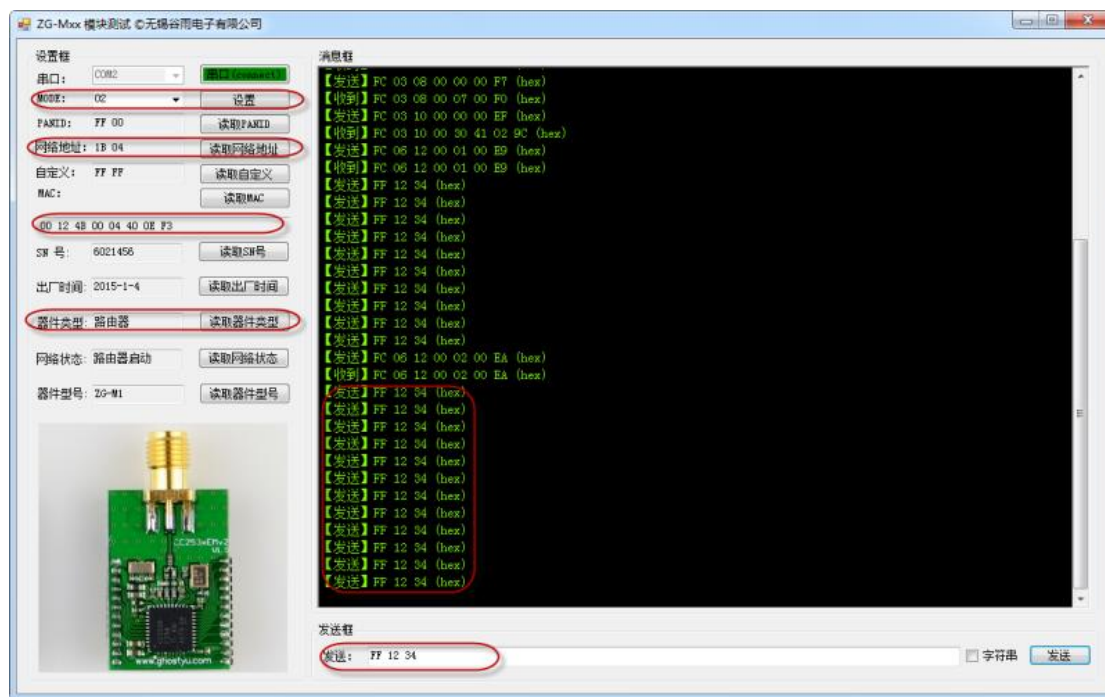 ZG-Mxx 模块测试 ©无锡谷雨电子有限公司
设置框
串口: COM2 串口(connect)
MODE: 02 设置
PANID: FF 00 读取PANID
网络地址: 1B 04 读取网络地址
自定义: FF FF 读取自定义
MAC: 读取MAC
00 12 4B 00 04 40 0E F3
SN 号: 6021456 读取SN号
出厂时间: 2015-1-4 读取出厂时间
器件类型: 路由器 读取器件类型
网络状态: 路由器启动 读取网络状态
器件型号: ZG-M1 读取器件型号
CC253xEMv2
www.ghostyu.com
消息框
【发送】FC 03 08 00 00 00 F7 (hex)
【收到】FC 03 08 00 07 00 F0 (hex)
【发送】FC 03 10 00 00 00 EF (hex)
【收到】FC 03 10 00 30 41 02 9C (hex)
【发送】FC 06 12 00 01 00 E9 (hex)
【收到】FC 06 12 00 01 00 E9 (hex)
【发送】FF 12 34 (hex)
【发送】FF 12 34 (hex)
【发送】FF 12 34 (hex)
【发送】FF 12 34 (hex)
【发送】FF 12 34 (hex)
【发送】FF 12 34 (hex)
【发送】FF 12 34 (hex)
【发送】FF 12 34 (hex)
【发送】FF 12 34 (hex)
【发送】FF 12 34 (hex)
【发送】FC 06 12 00 02 00 EA (hex)
【收到】FC 06 12 00 02 00 EA (hex)
【发送】FF 12 34 (hex)
【发送】FF 12 34 (hex)
【发送】FF 12 34 (hex)
【发送】FF 12 34 (hex)
【发送】FF 12 34 (hex)
【发送】FF 12 34 (hex)
【发送】FF 12 34 (hex)
【发送】FF 12 34 (hex)
【发送】FF 12 34 (hex)
【发送】FF 12 34 (hex)
【发送】FF 12 34 (hex)
【发送】FF 12 34 (hex)
发送框
发送: FF 12 34 字符串 发送